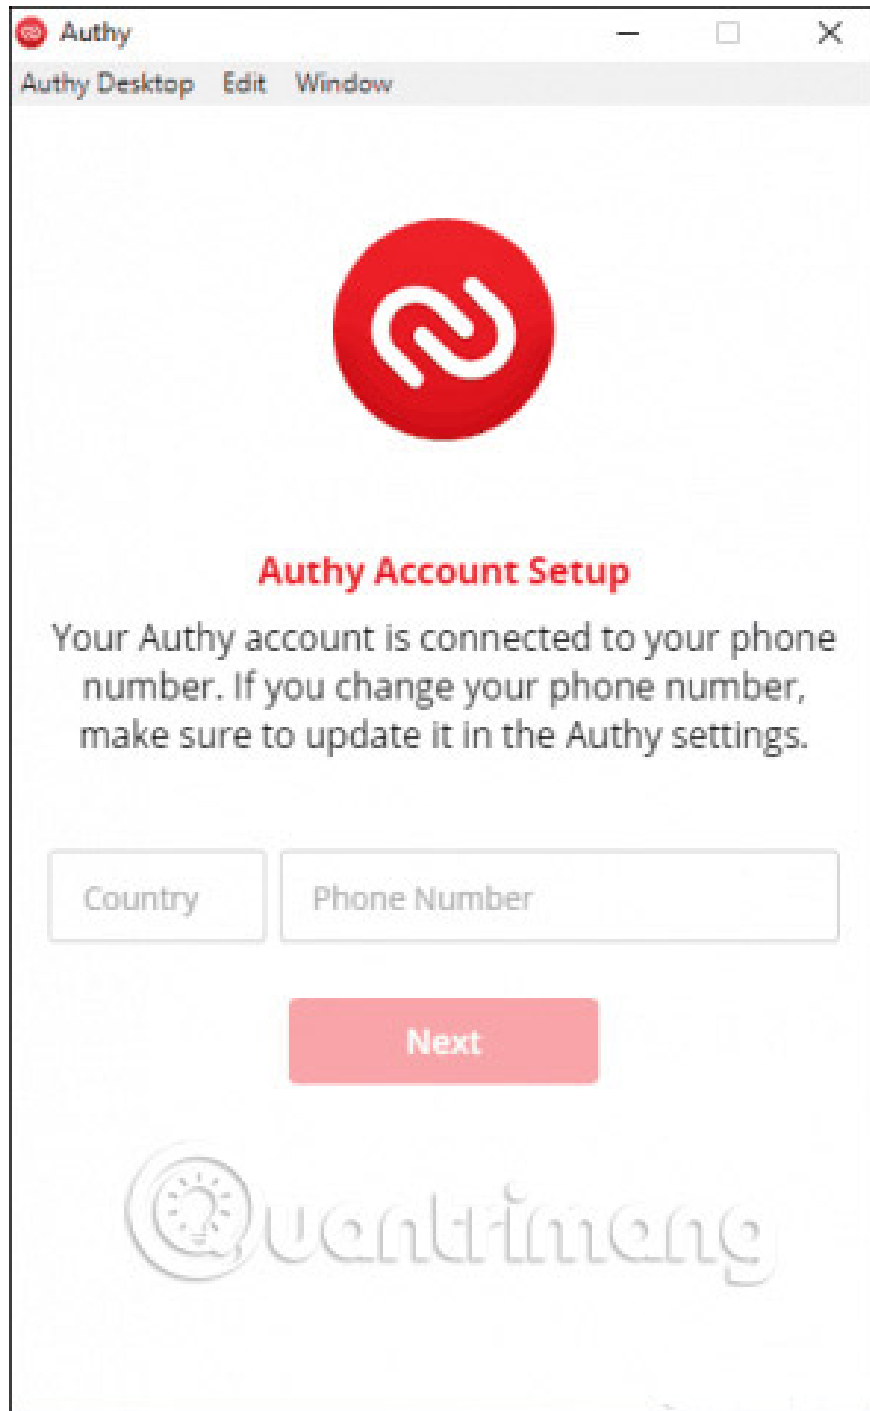 Authy
Authy Desktop Edit Window
Authy Account Setup
Your Authy account is connected to your phone
number. If you change your phone number,
make sure to update it in the Authy settings.
Country Phone Number
Next
Quantrimang